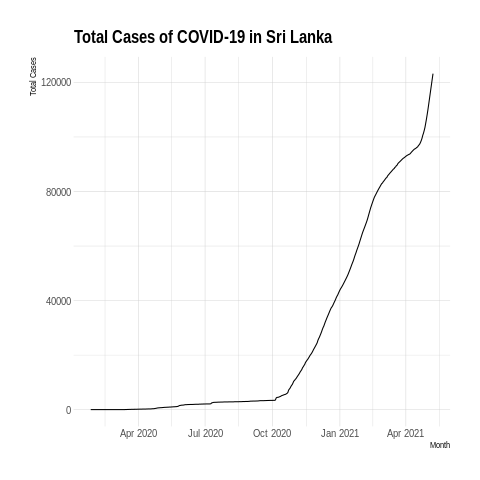 Total Cases of COVID-19 in Sri Lanka
Total Cases
120000
80000
40000
0
Apr 2020 Jul 2020 Oct 2020 Jan 2021 Apr 2021
Month